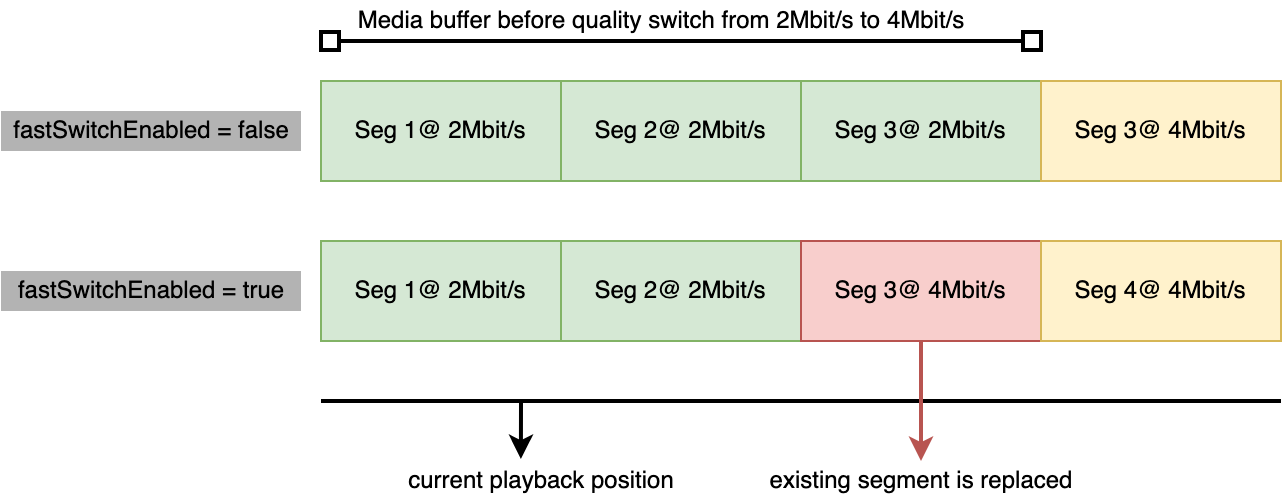 Media buffer before quality switch from 2Mbit/s to 4Mbit/s
fastSwitchEnabled = false
Seg 1@ 2Mbit/s
Seg 2@ 2Mbit/s
Seg 3@ 2Mbit/s
Seg 3@ 4Mbit/s
fastSwitchEnabled = true
Seg 1@ 2Mbit/s
Seg 2@ 2Mbit/s
Seg 3@ 4Mbit/s
Seg 4@ 4Mbit/s
current playback position
existing segment is replaced